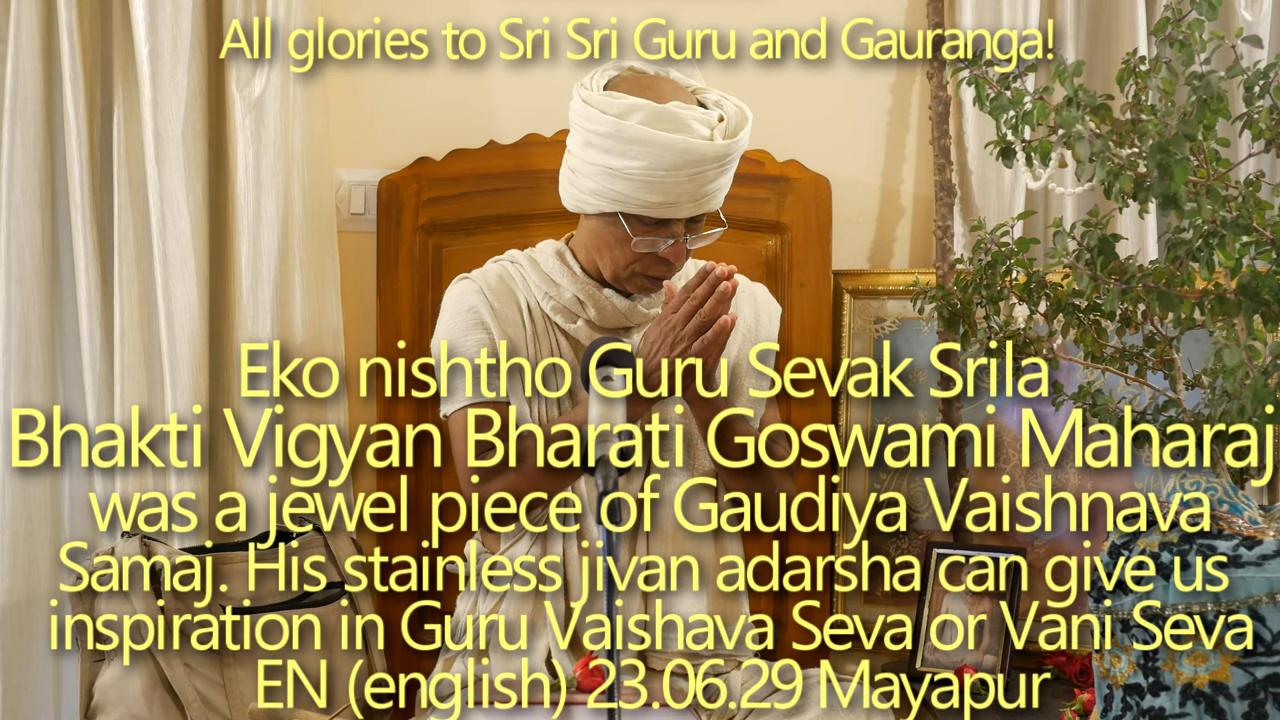 All glories to Sri Sri Guru and Gauranga!
Eko nishtho Guru Sevak Srila
Bhakti Vigyan Bharati Goswami Maharaj
was a jewel piece of Gaudiya Vaishnava
Samaj. His stainless jivan adarsha can give us
inspiration in Guru Vaishava Seva or Vani Seva
EN (english) 23.06.29 Mayapur